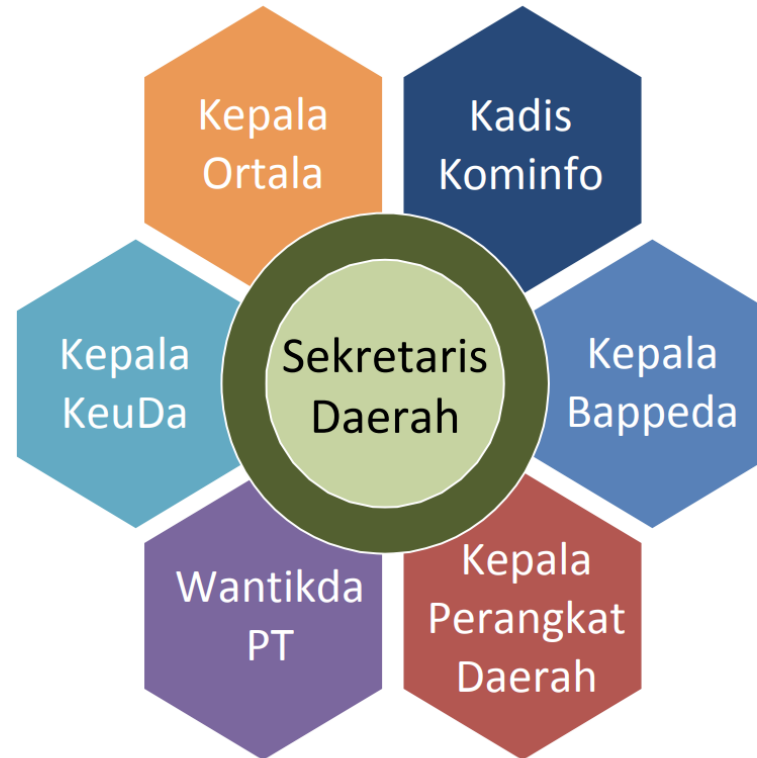 Kepala
Ortala
Kadis
Kominfo
Kepala
KeuDa
Sekretaris
Daerah
Kepala
Bappeda
Wantikda
PT
Kepala
Perangkat
Daerah